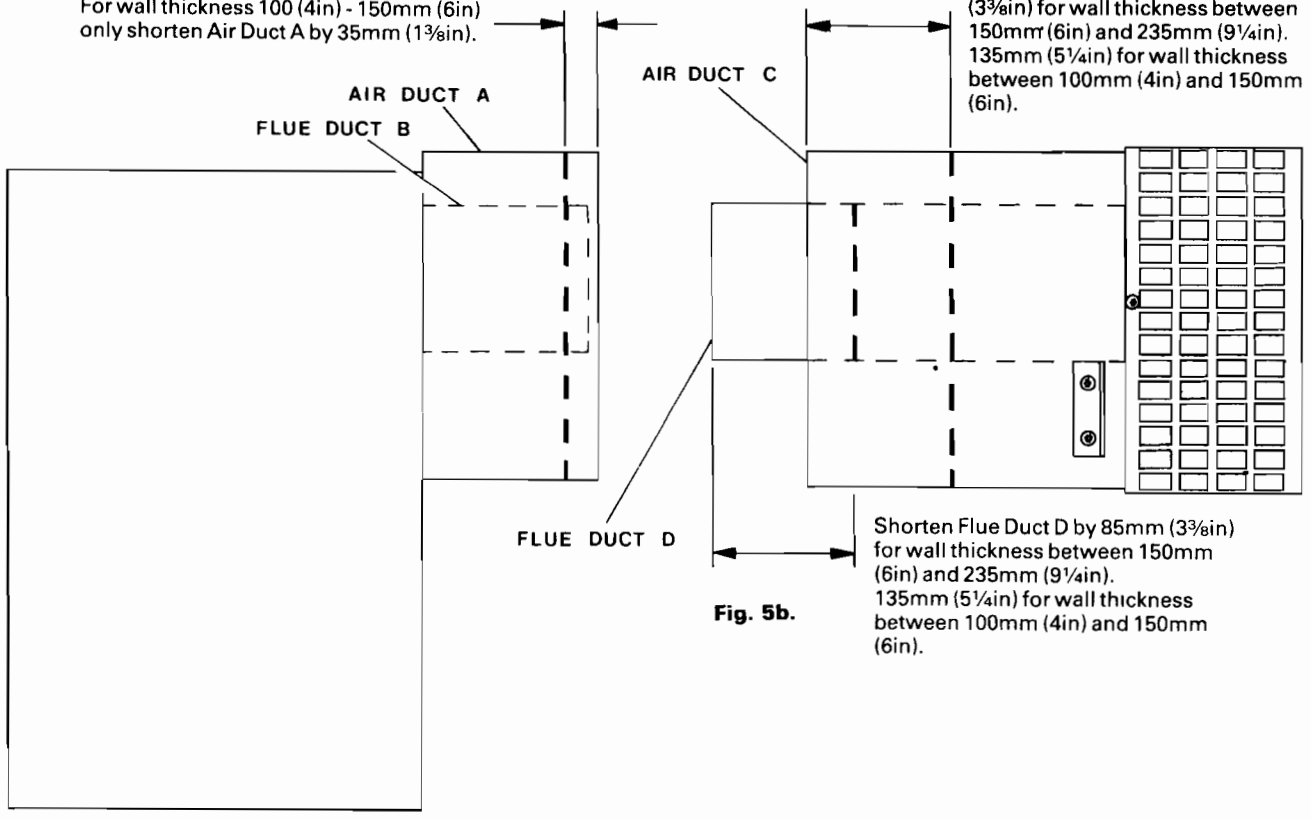 For wall thickness 100 (4in) - 150mm (6in)
only shorten Air Duct A by 35mm (1⅜in).
(3⅜in) for wall thickness between
150mm (6in) and 235mm (9¼in).
135mm (5¼in) for wall thickness
between 100mm (4in) and 150mm
(6in).
AIR DUCT C
AIR DUCT A
FLUE DUCT B
FLUE DUCT D
Shorten Flue Duct D by 85mm (3⅜in)
for wall thickness between 150mm
(6in) and 235mm (9¼in).
135mm (5¼in) for wall thickness
between 100mm (4in) and 150mm
(6in).
Fig. 5b.